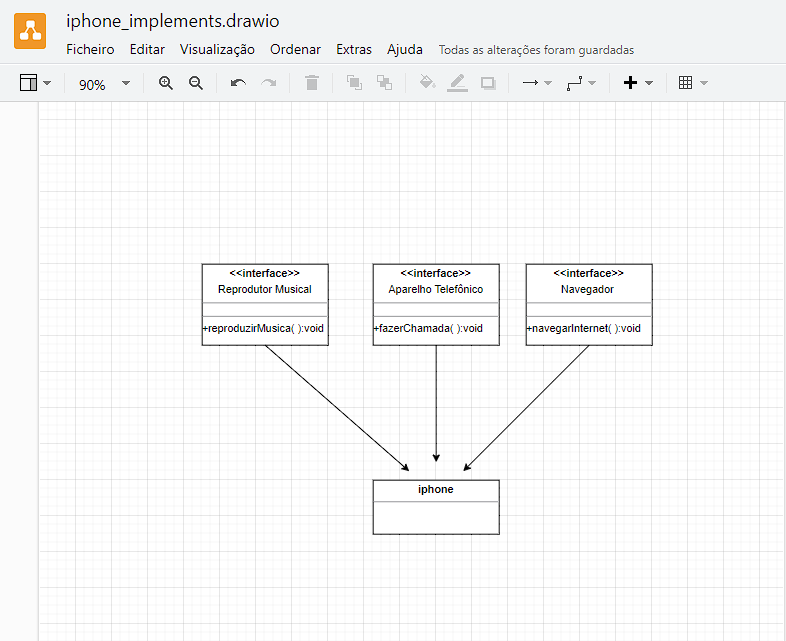 iphone_implements.drawio
Ficheiro Editar Visualização Ordenar Extras Ajuda Todas as alterações foram guardadas
90%
<<interface>> <<interface>> <<interface>>
Reprodutor Musical Aparelho Telefônico Navegador
+reproduzirMusica( ):void +fazerChamada( ):void +navegarInternet( ):void
iphone